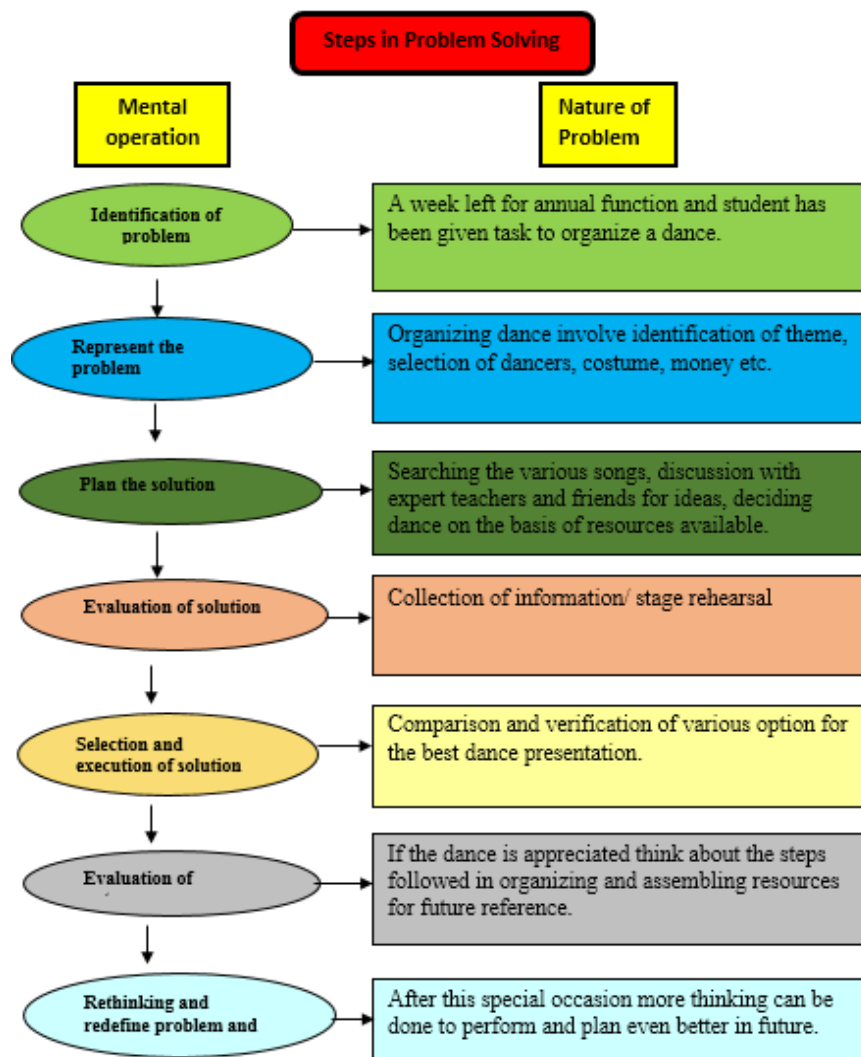 Steps in Problem Solving
Mental
operation
Nature of
Problem
Identification of
problem
A week left for annual function and student has
been given task to organize a dance.
Represent the
problem
Organizing dance involve identification of theme,
selection of dancers, costume, money etc.
Plan the solution
Searching the various songs, discussion with
expert teachers and friends for ideas, deciding
dance on the basis of resources available.
Evaluation of solution
Collection of information/ stage rehearsal
Selection and
execution of solution
Comparison and verification of various option for
the best dance presentation.
Evaluation of
If the dance is appreciated think about the steps
followed in organizing and assembling resources
for future reference.
Rethinking and
redefine problem and
After this special occasion more thinking can be
done to perform and plan even better in future.